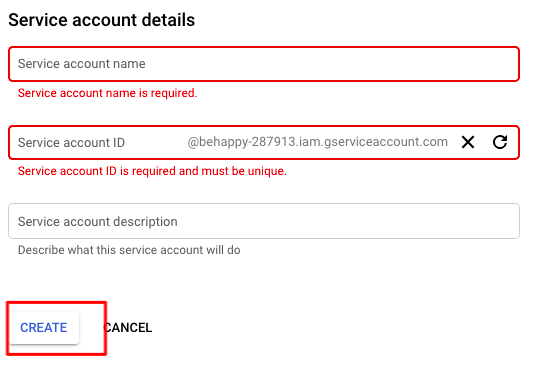 Service account details
Service account name
Service account name is required.
Service account ID @behappy-287913.iam.gserviceaccount.com
Service account ID is required and must be unique.
Service account description
Describe what this service account will do
CREATE CANCEL